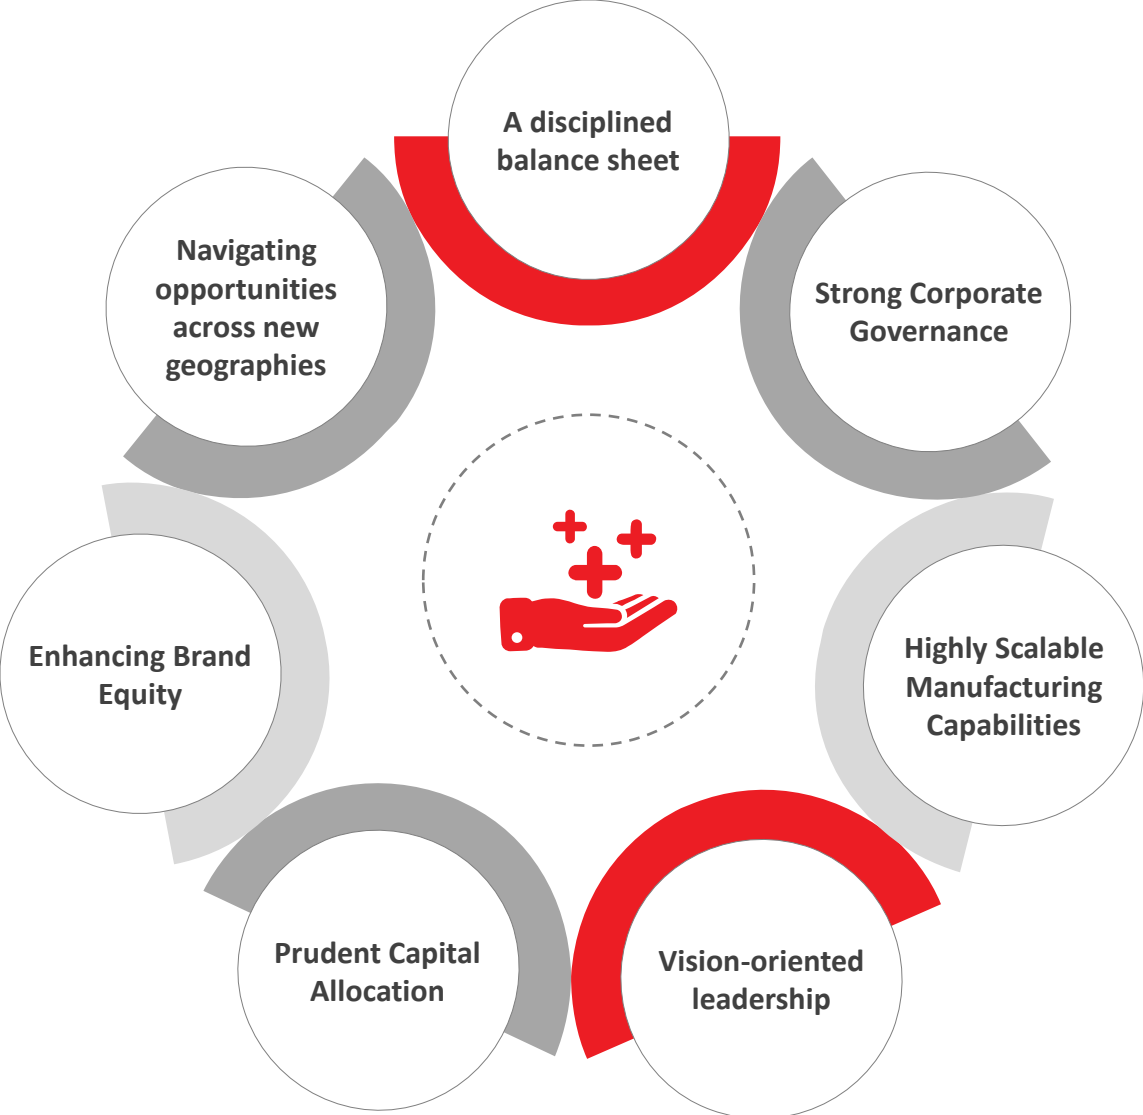 A disciplined
balance sheet
Strong Corporate
Governance
Highly Scalable
Manufacturing
Capabilities
Vision-oriented
leadership
Prudent Capital
Allocation
Enhancing Brand
Equity
Navigating
opportunities
across new
geographies